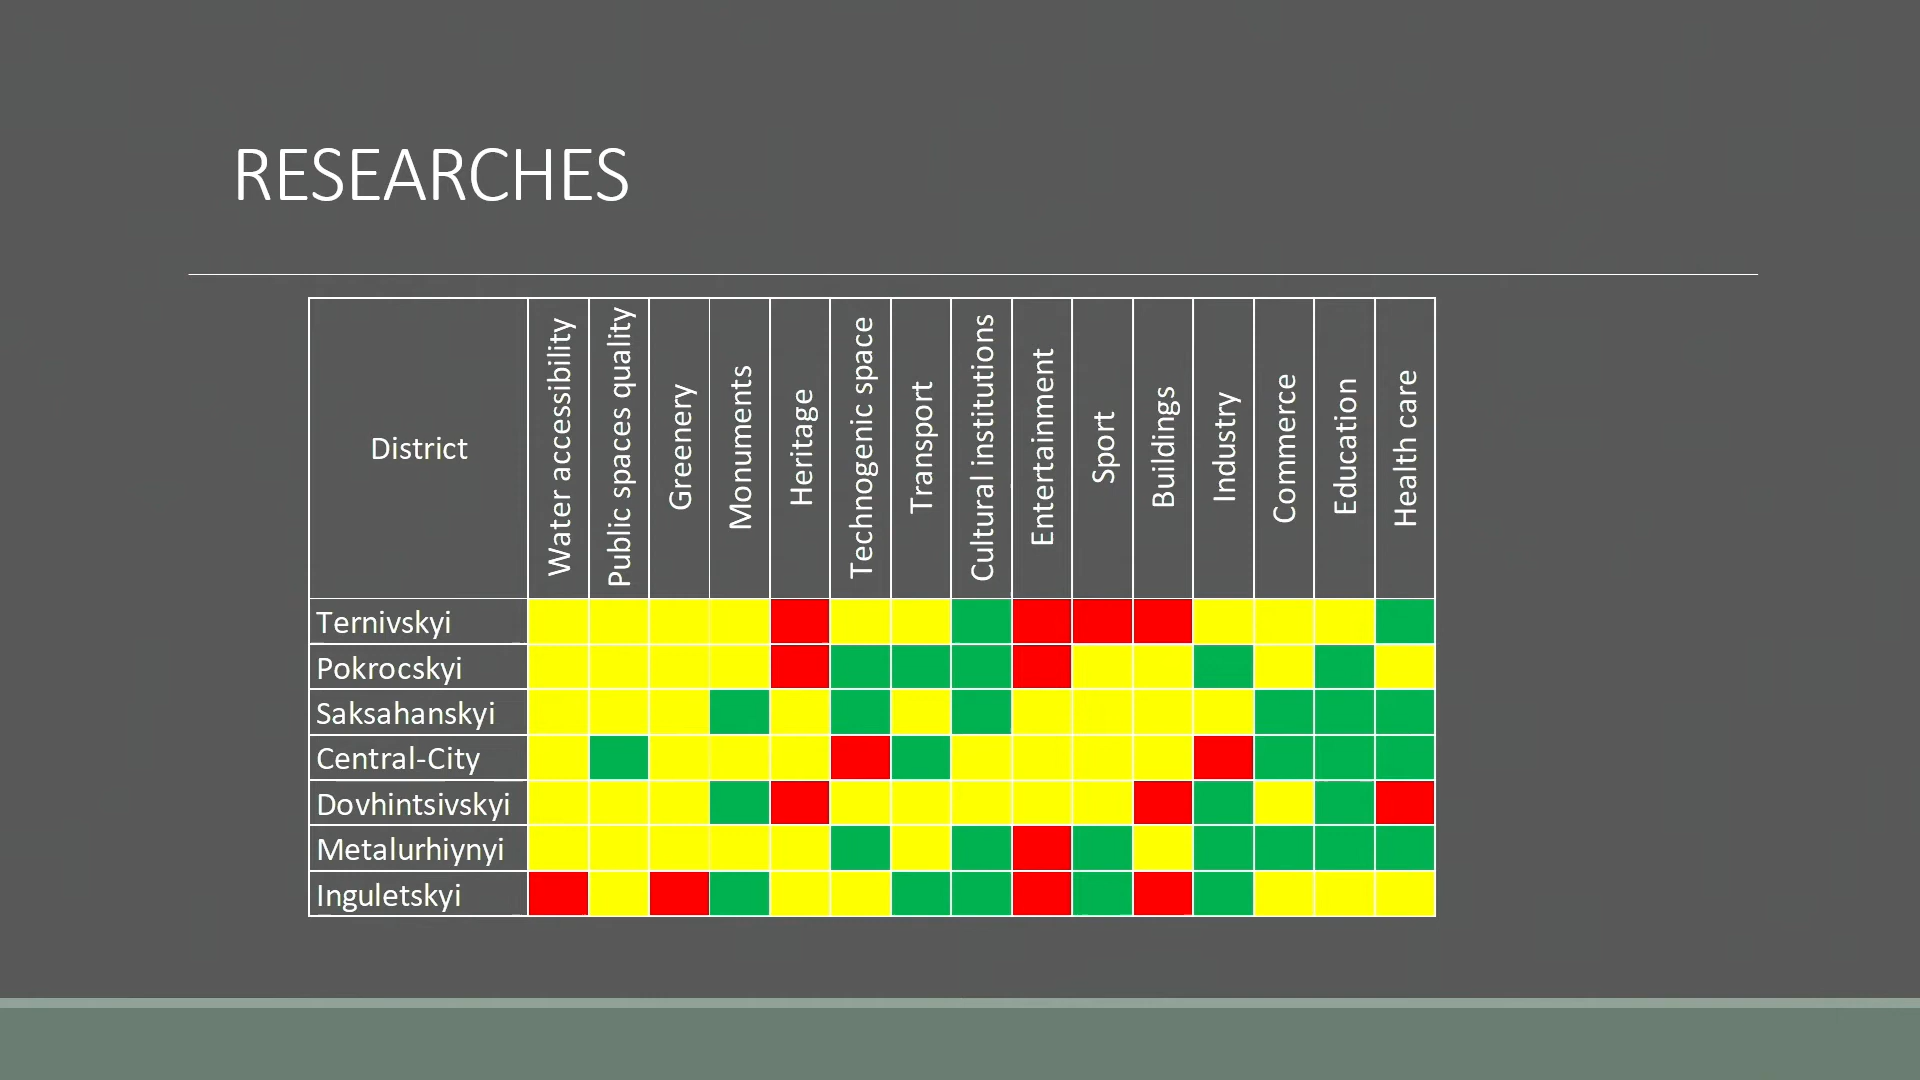 RESEARCHES
District
Water accessibility
Public spaces quality
Greenery
Monuments
Heritage
Technogenic space
Transport
Cultural institutions
Entertainment
Sport
Buildings
Industry
Commerce
Education
Health care
Ternivskyi
Pokrocskyi
Saksahanskyi
Central-City
Dovhintsivskyi
Metalurhiynyi
Inguletskyi